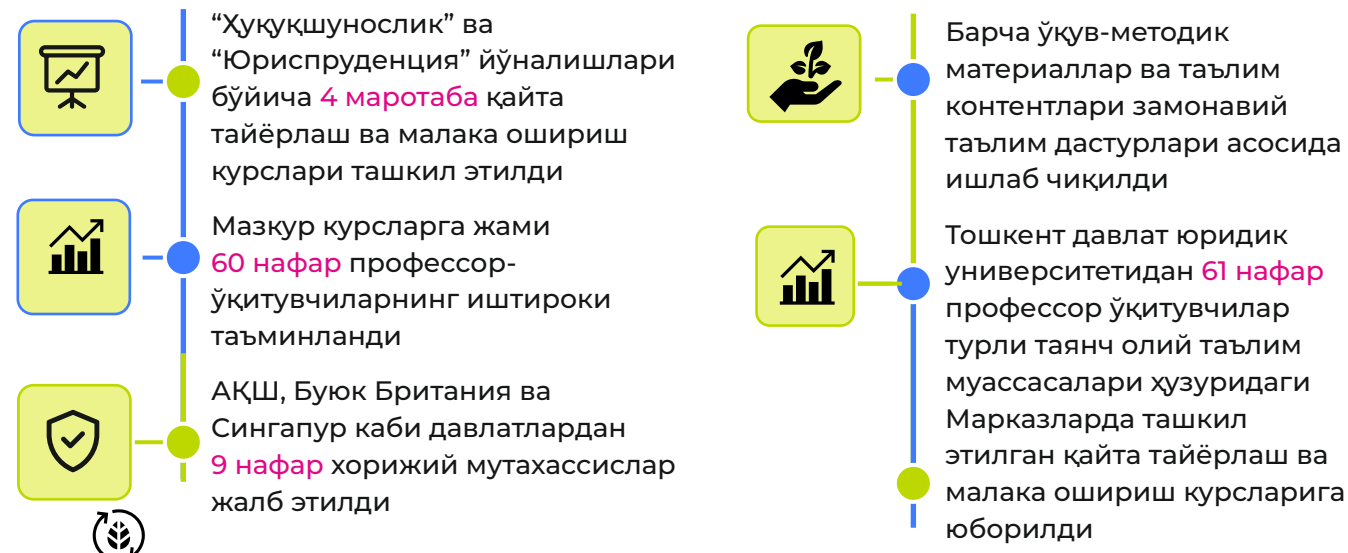 “Ҳуқуқшунослик” ва
“Юриспруденция” йўналишлари
бўйича 4 маротаба қайта
тайёрлаш ва малака ошириш
курслари ташкил этилди
Мазкур курсларга жами
60 нафар профессор-
ўқитувчиларнинг иштироки
таъминланди
АҚШ, Буюк Британия ва
Сингапур каби давлатлардан
9 нафар хорижий мутахассислар
жалб этилди
Барча ўқув-методик
материаллар ва таълим
контентлари замонавий
таълим дастурлари асосида
ишлаб чиқилди
Тошкент давлат юридик
университетидан 61 нафар
профессор ўқитувчилар
турли таянч олий таълим
муассасалари ҳузуридаги
Марказларда ташкил
этилган қайта тайёрлаш ва
малака ошириш курсларига
юборилди